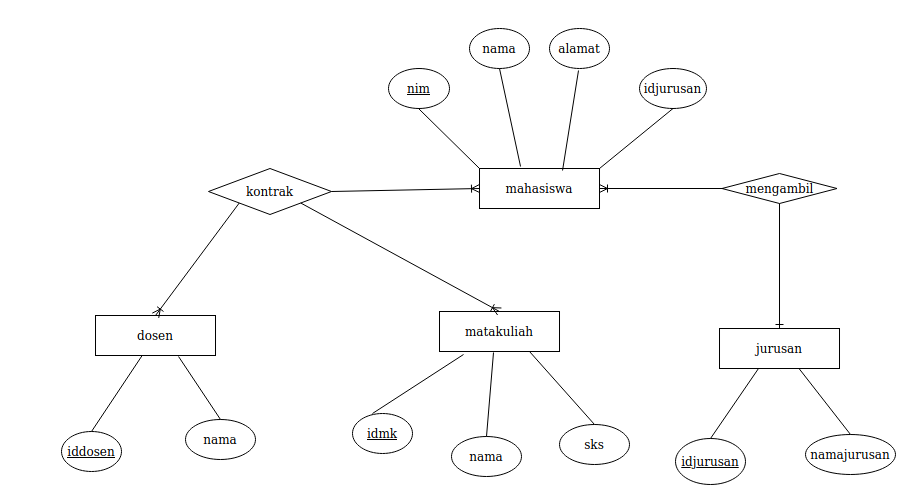 nama
alamat
nim
idjurusan
kontrak
mahasiswa
mengambil
dosen
matakuliah
jurusan
iddosen
nama
idmk
nama
sks
idjurusan
namajurusan